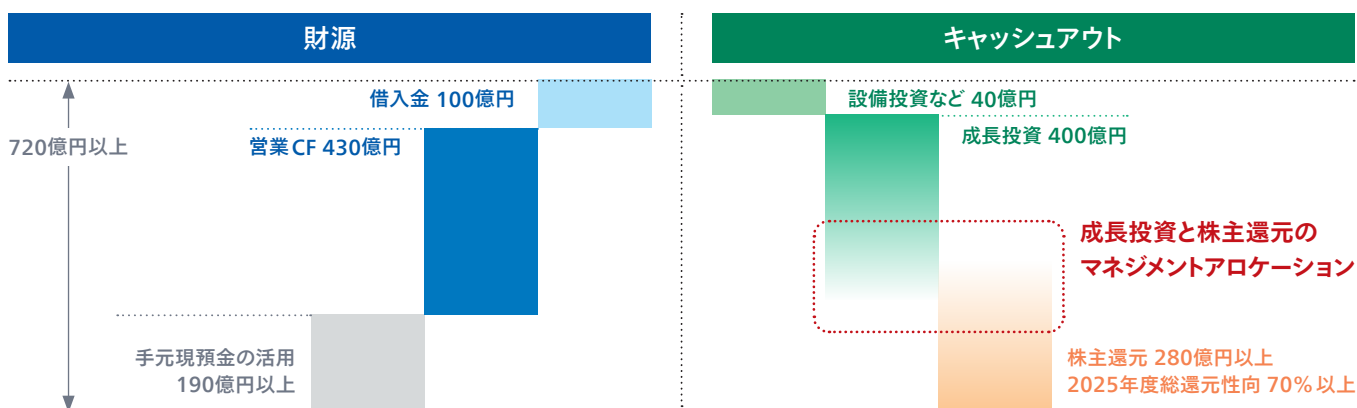 財源
キャッシュアウト
720億円以上
借入金 100億円
営業CF 430億円
手元現預金の活用
190億円以上
設備投資など 40億円
成長投資 400億円
成長投資と株主還元の
マネジメントアロケーション
株主還元 280億円以上
2025年度総還元性向 70%以上